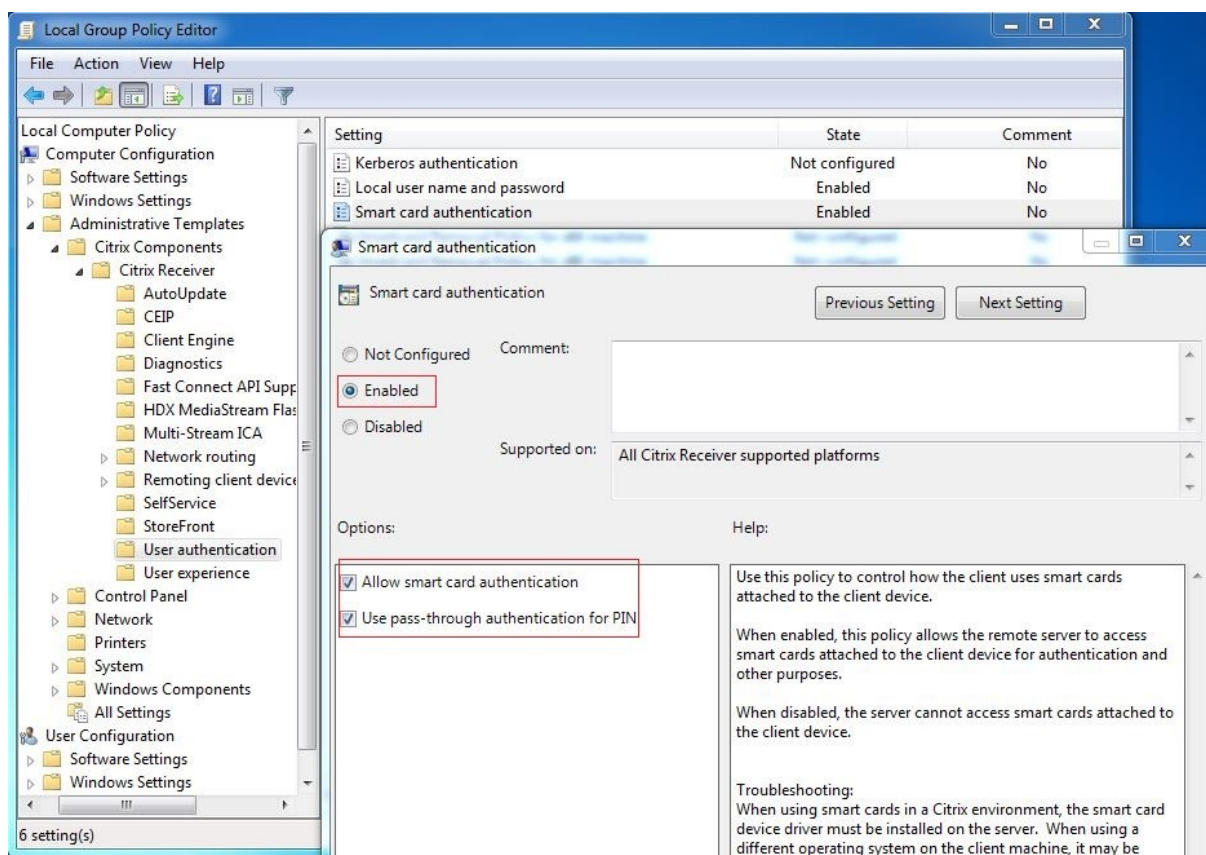 Local Group Policy Editor
File Action View Help
Local Computer Policy
Computer Configuration
Software Settings
Windows Settings
Administrative Templates
Citrix Components
Citrix Receiver
AutoUpdate
CEIP
Client Engine
Diagnostics
Fast Connect API Supp
HDX MediaStream Flas
Multi-Stream ICA
Network routing
Remoting client device
SelfService
StoreFront
User authentication
User experience
Control Panel
Network
Printers
System
Windows Components
All Settings
User Configuration
Software Settings
Windows Settings
6 setting(s)
Setting State Comment
Kerberos authentication Not configured No
Local user name and password Enabled No
Smart card authentication Enabled No
Smart card authentication
Smart card authentication
Previous Setting Next Setting
Not Configured
Enabled
Disabled
Comment:
Supported on: All Citrix Receiver supported platforms
Options:
Allow smart card authentication
Use pass-through authentication for PIN
Help:
Use this policy to control how the client uses smart cards
attached to the client device.
When enabled, this policy allows the remote server to access
smart cards attached to the client device for authentication and
other purposes.
When disabled, the server cannot access smart cards attached to
the client device.
Troubleshooting:
When using smart cards in a Citrix environment, the smart card
device driver must be installed on the server. When using a
different operating system on the client machine, it may be